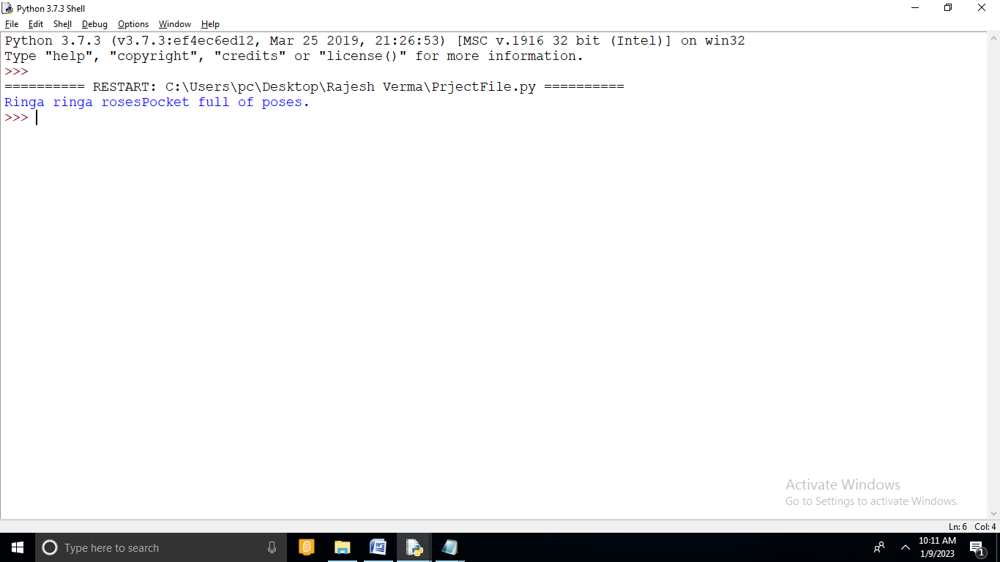 Python 3.7.3 Shell
File Edit Shell Debug Options Window Help
Python 3.7.3 (v3.7.3:ef4ec6ed12, Mar 25 2019, 21:26:53) [MSC v.1916 32 bit (Intel)] on win32
Type "help", "copyright", "credits" or "license()" for more information.
>>>
========== RESTART: C:\Users\pc\Desktop\Rajesh Verma\PrjectFile.py ==========
Ringa ringa rosesPocket full of poses.
>>>
Activate Windows
Go to Settings to activate Windows.
Ln: 6 Col: 4
Type here to search
10:11 AM
1/9/2023
1